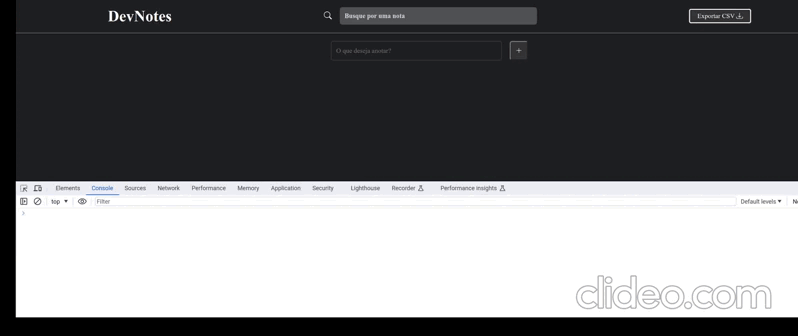 DevNotes
Busque por uma nota
Exportar CSV
O que deseja anotar?
+
Elements Console Sources Network Performance Memory Application Security Lighthouse Recorder Performance insights
top ▼ Filter Default levels ▼
>
clideo.com